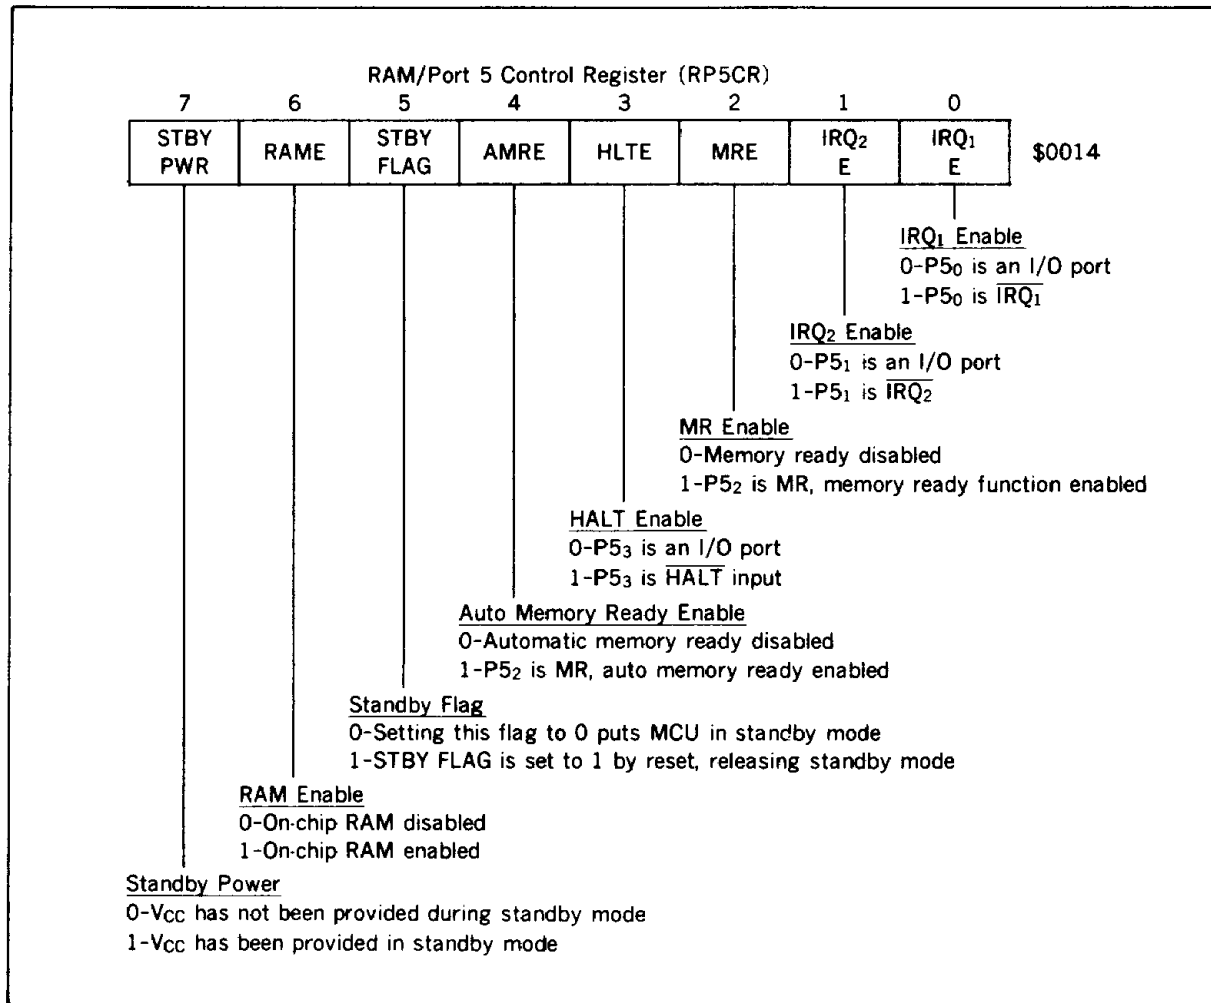 RAM/Port 5 Control Register (RP5CR)
7 6 5 4 3 2 1 0
STBY PWR RAME STBY FLAG AMRE HLTE MRE IRQ₂ E IRQ₁ E $0014
IRQ₁ Enable
0-P5₀ is an I/O port
1-P5₀ is I̅R̅Q̅₁̅
IRQ₂ Enable
0-P5₁ is an I/O port
1-P5₁ is I̅R̅Q̅₂̅
MR Enable
0-Memory ready disabled
1-P5₂ is MR, memory ready function enabled
HALT Enable
0-P5₃ is an I/O port
1-P5₃ is H̅A̅L̅T̅ input
Auto Memory Ready Enable
0-Automatic memory ready disabled
1-P5₂ is MR, auto memory ready enabled
Standby Flag
0-Setting this flag to 0 puts MCU in standby mode
1-STBY FLAG is set to 1 by reset, releasing standby mode
RAM Enable
0-On-chip RAM disabled
1-On-chip RAM enabled
Standby Power
0-Vcc has not been provided during standby mode
1-Vcc has been provided in standby mode